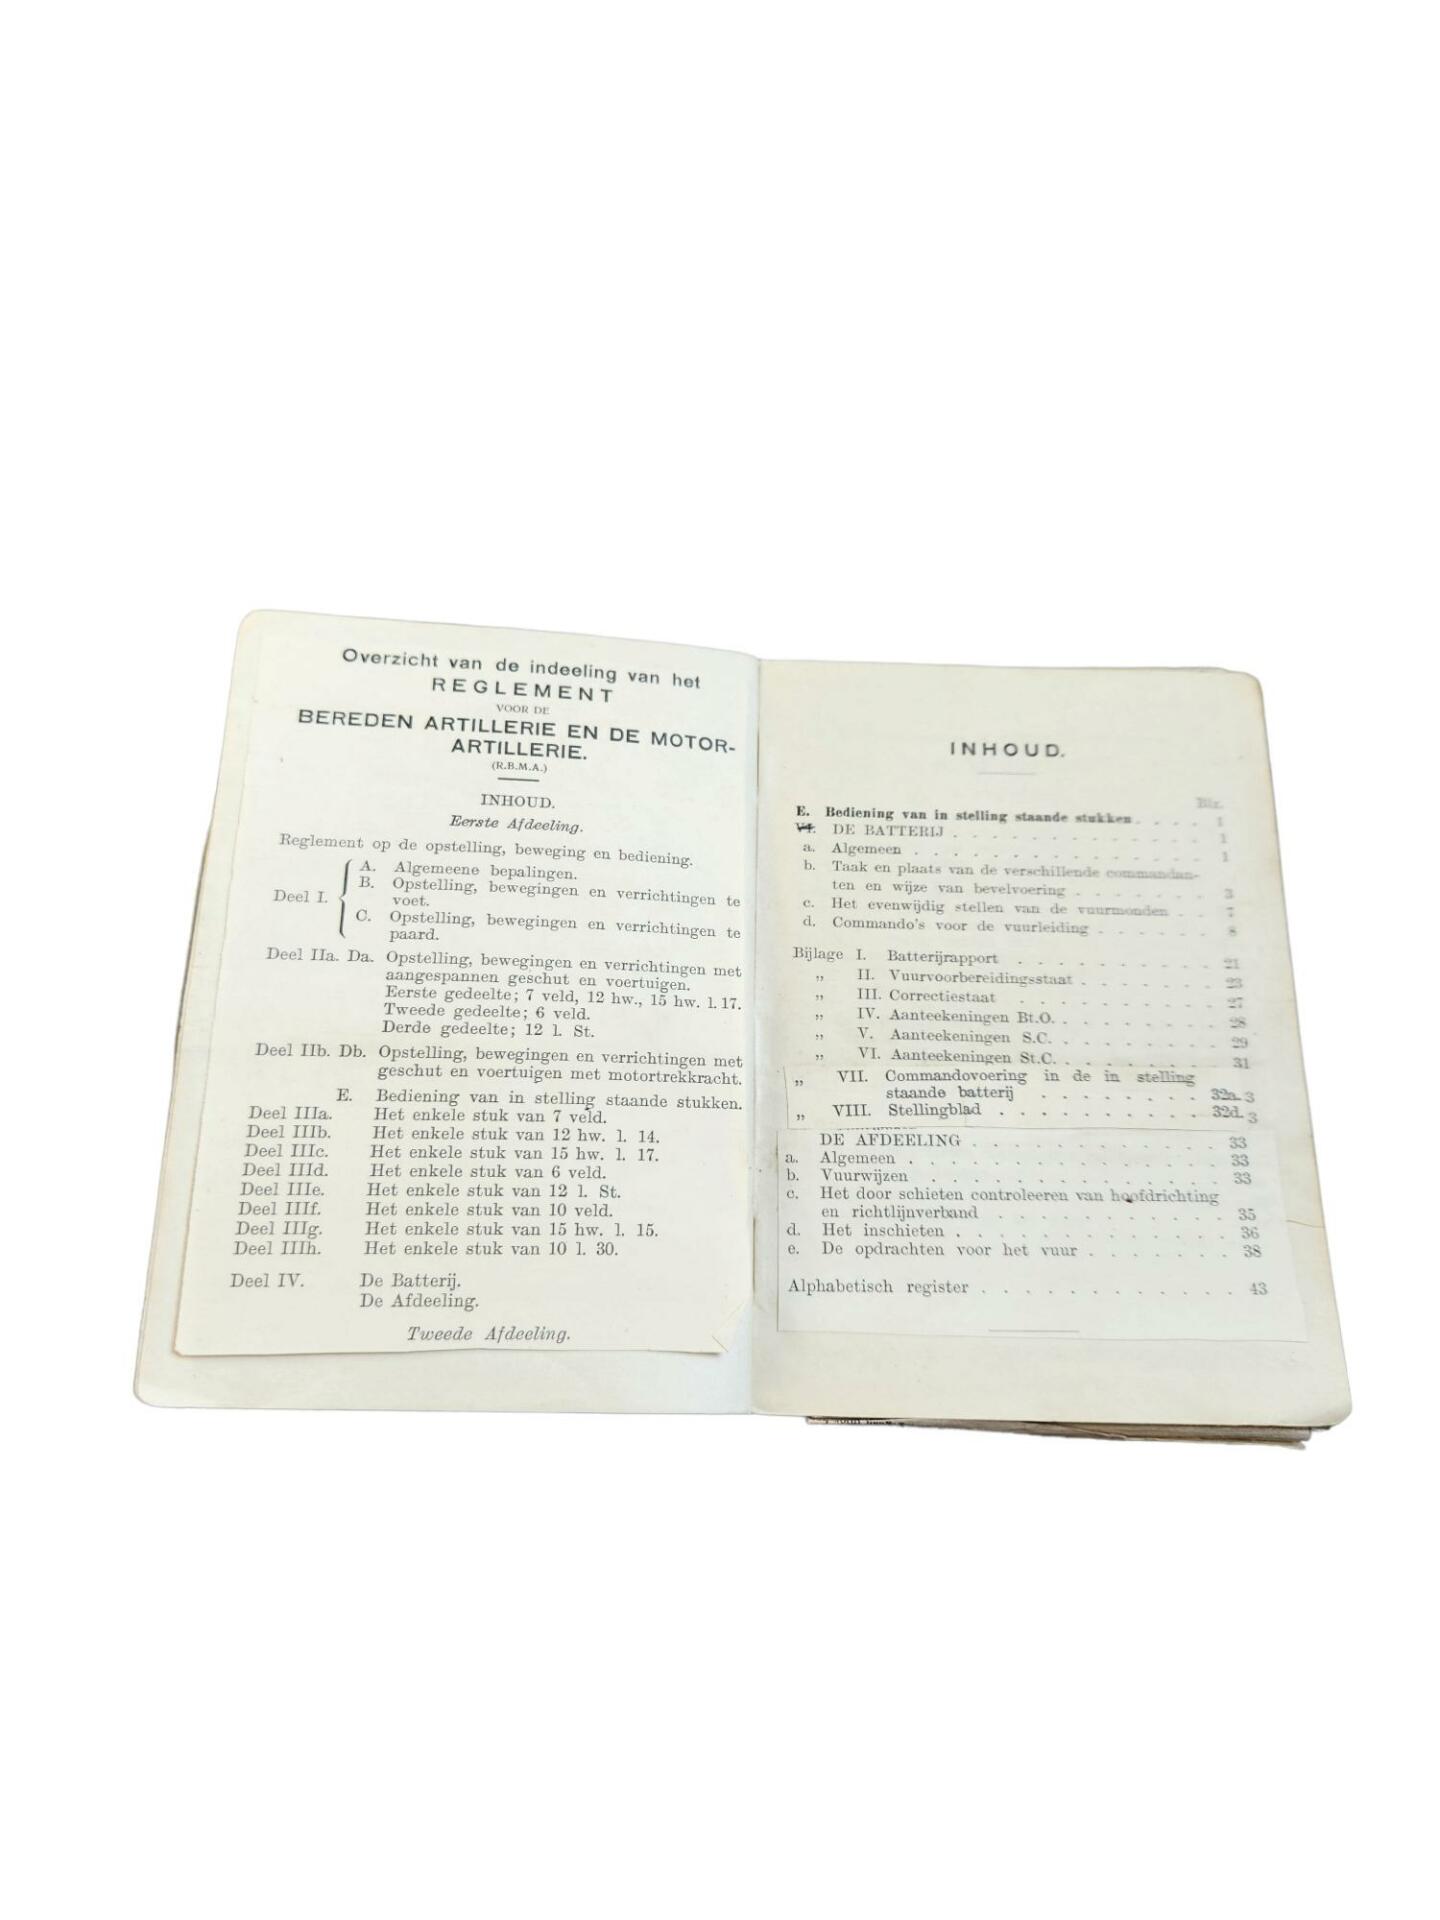 Overzicht van de indeeling van het
REGLEMENT
VOOR DE
BEREDEN ARTILLERIE EN DE MOTOR-
ARTILLERIE.
(R.B.M.A.)
INHOUD.
Eerste Afdeeling.
Reglement op de opstelling, beweging en bediening.
Deel I.
A. Algemeene bepalingen.
B. Opstelling, bewegingen en verrichtingen te
voet.
C. Opstelling, bewegingen en verrichtingen te
paard.
Deel IIa. Da. Opstelling, bewegingen en verrichtingen met
aangespannen geschut en voertuigen.
Eerste gedeelte; 7 veld, 12 hw., 15 hw. l. 17.
Tweede gedeelte; 6 veld.
Derde gedeelte; 12 l. St.
Deel IIb. Db. Opstelling, bewegingen en verrichtingen met
geschut en voertuigen met motortrekkracht.
E. Bediening van in stelling staande stukken.
Deel IIIa. Het enkele stuk van 7 veld.
Deel IIIb. Het enkele stuk van 12 hw. l. 14.
Deel IIIc. Het enkele stuk van 15 hw. l. 17.
Deel IIId. Het enkele stuk van 6 veld.
Deel IIIe. Het enkele stuk van 12 l. St.
Deel IIIf. Het enkele stuk van 10 veld.
Deel IIIg. Het enkele stuk van 15 hw. l. 15.
Deel IIIh. Het enkele stuk van 10 l. 30.
Deel IV. De Batterij.
De Afdeeling.
Tweede Afdeeling.
INHOUD.
Blz.
E. Bediening van in stelling staande stukken . . . . 1
DE BATTERIJ . . . . . . . . . . . 1
a. Algemeen . . . . . . . . . . . . 1
b. Taak en plaats van de verschillende commandan-
ten en wijze van bevelvoering . . . . . . . 3
c. Het evenwijdig stellen van de vuurmonden . . 7
d. Commando's voor de vuurleiding . . . . . . 8
Bijlage I. Batterijrapport . . . . . . . . . 21
„ II. Vuurvoorbereidingsstaat . . . . . . 23
„ III. Correctiestaat . . . . . . . . . 27
„ IV. Aanteekeningen Bt.O. . . . . . . . 28
„ V. Aanteekeningen S.C. . . . . . . . 29
„ VI. Aanteekeningen St.C. . . . . . . . 31
„ VII. Commandovoering in de in stelling
staande batterij . . . . . . . . 32a. 3
„ VIII. Stellingblad . . . . . . . . . 32d. 3
DE AFDEELING . . . . . . . . . . . 33
a. Algemeen . . . . . . . . . . . . . 33
b. Vuurwijzen . . . . . . . . . . . . 33
c. Het door schieten controleeren van hoofdrichting
en richtlijnverband . . . . . . . . . . 35
d. Het inschieten . . . . . . . . . . . 36
e. De opdrachten voor het vuur . . . . . . 38
Alphabetisch register . . . . . . . . . . . 43